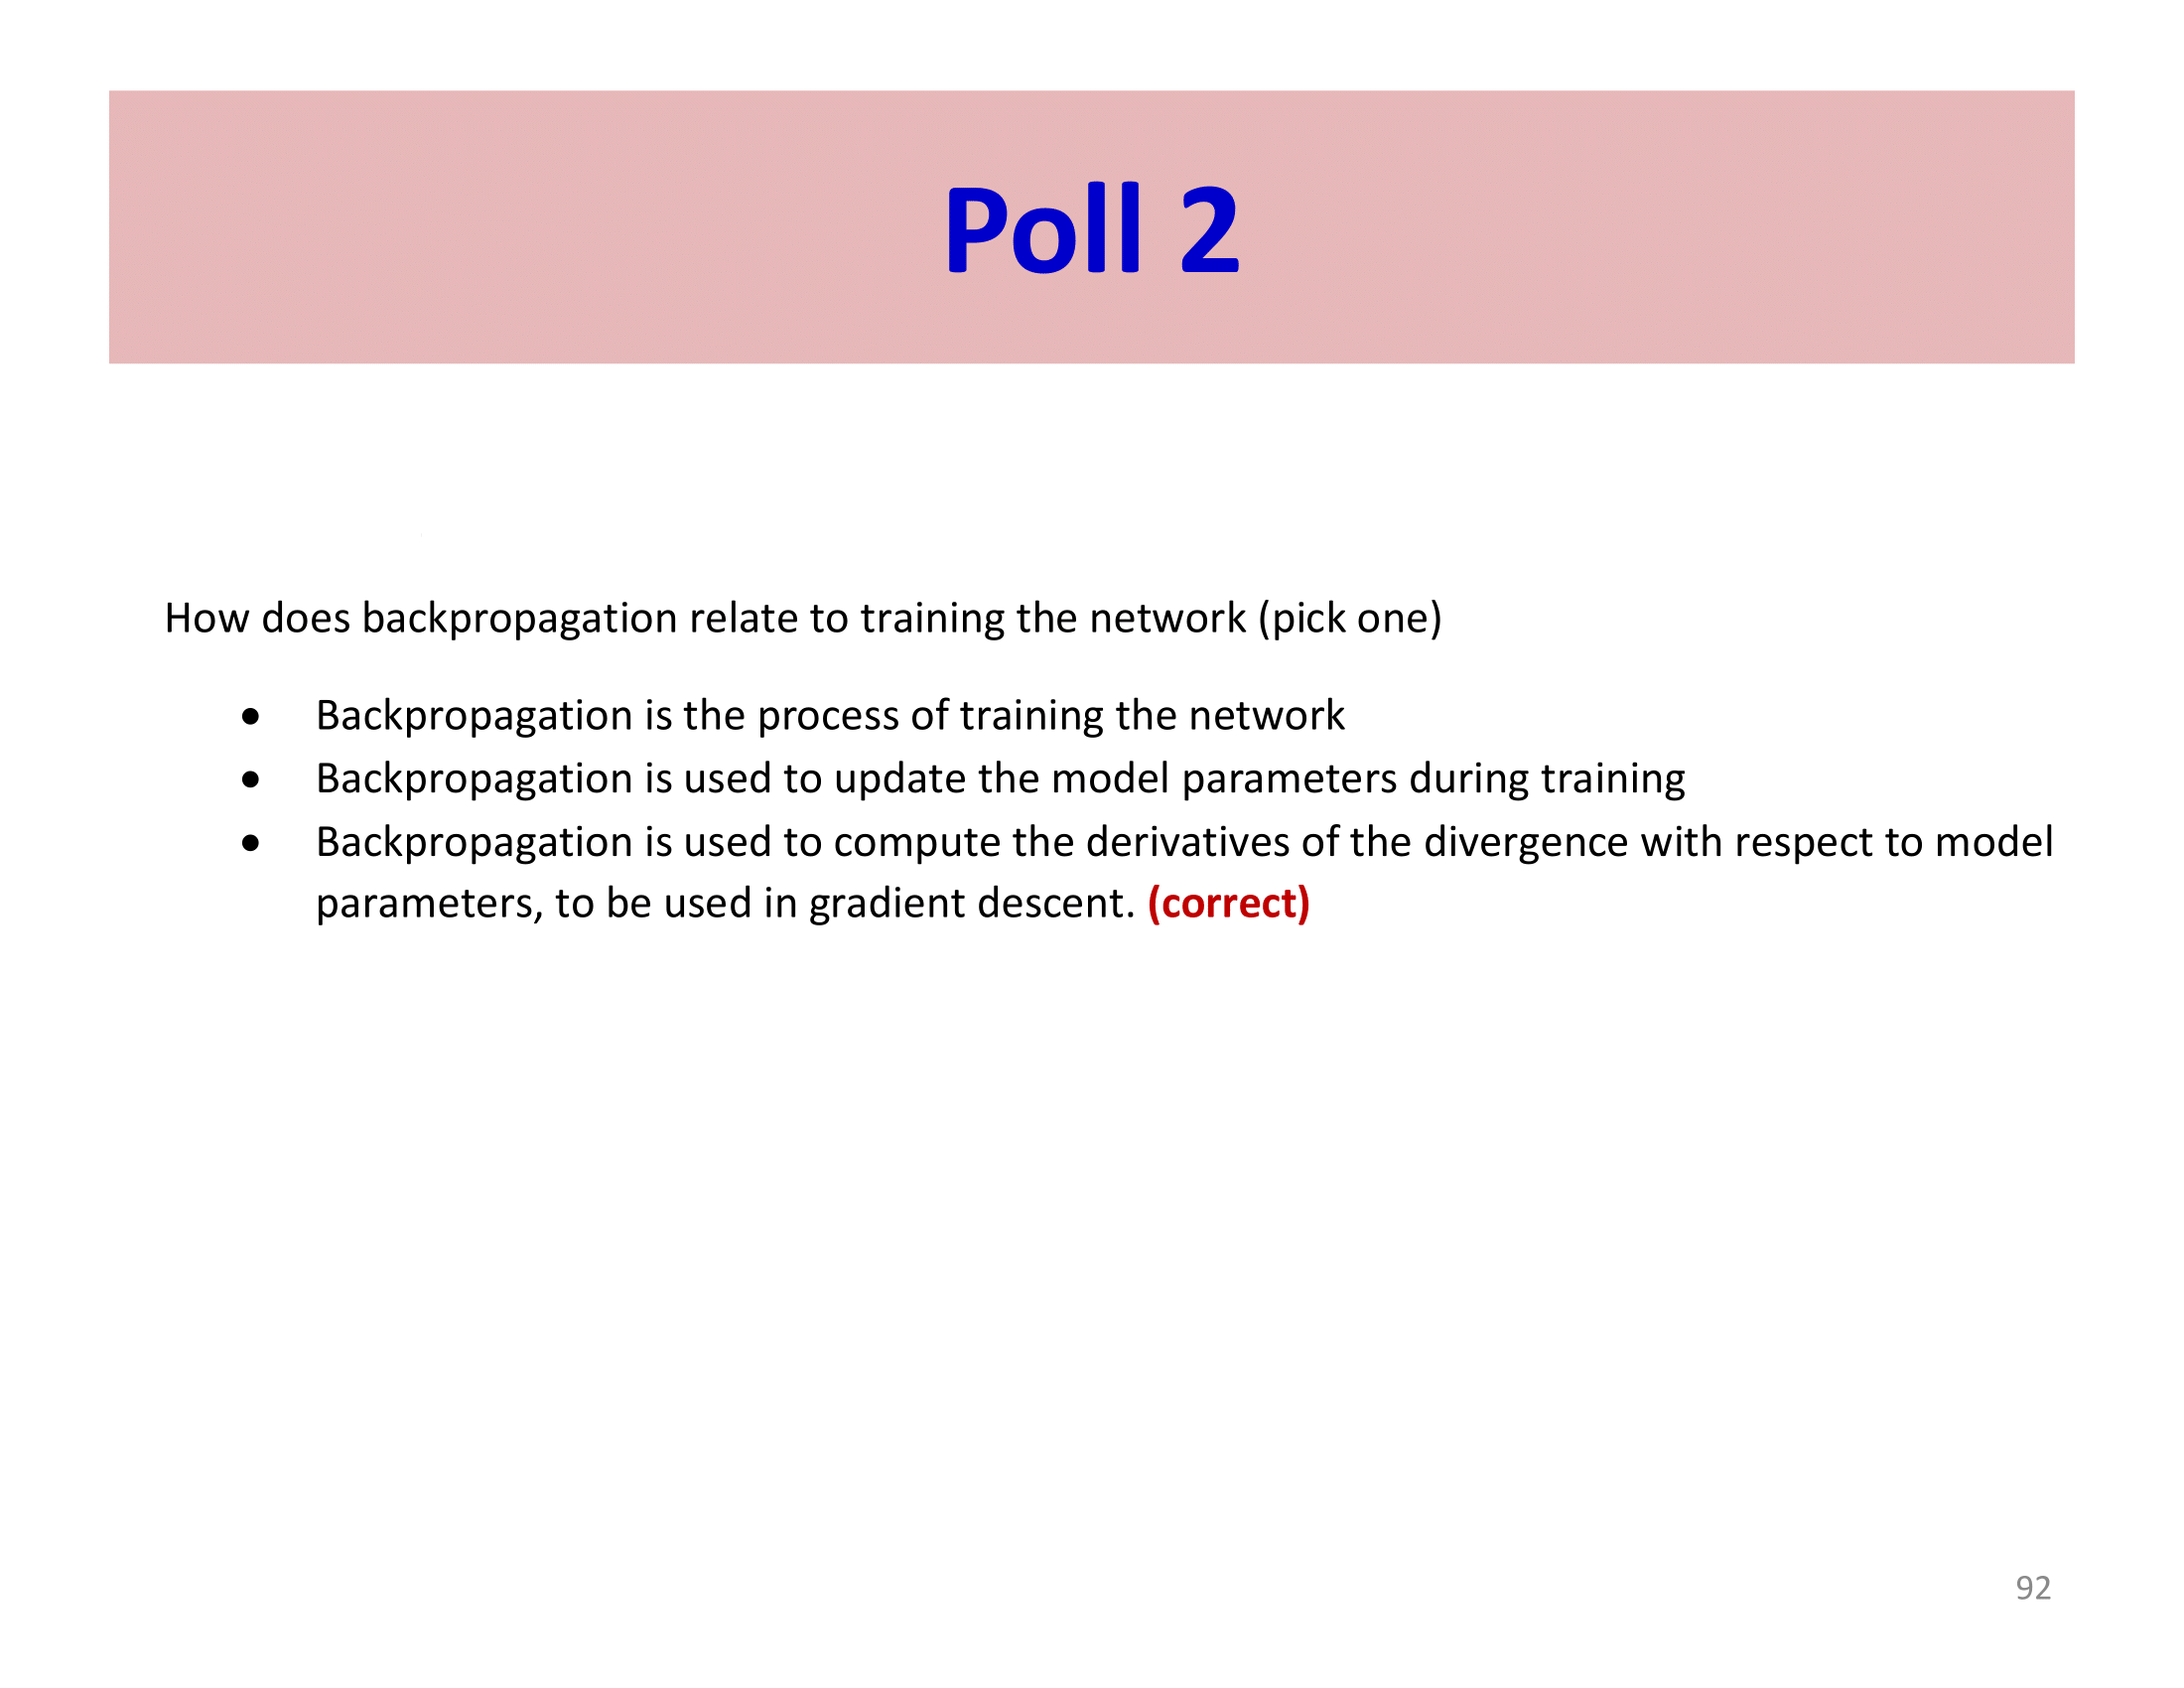 Poll 2
How does backpropagation relate to training the network (pick one)
● Backpropagation is the process of training the network
● Backpropagation is used to update the model parameters during training
● Backpropagation is used to compute the derivatives of the divergence with respect to model
parameters, to be used in gradient descent. (correct)
92